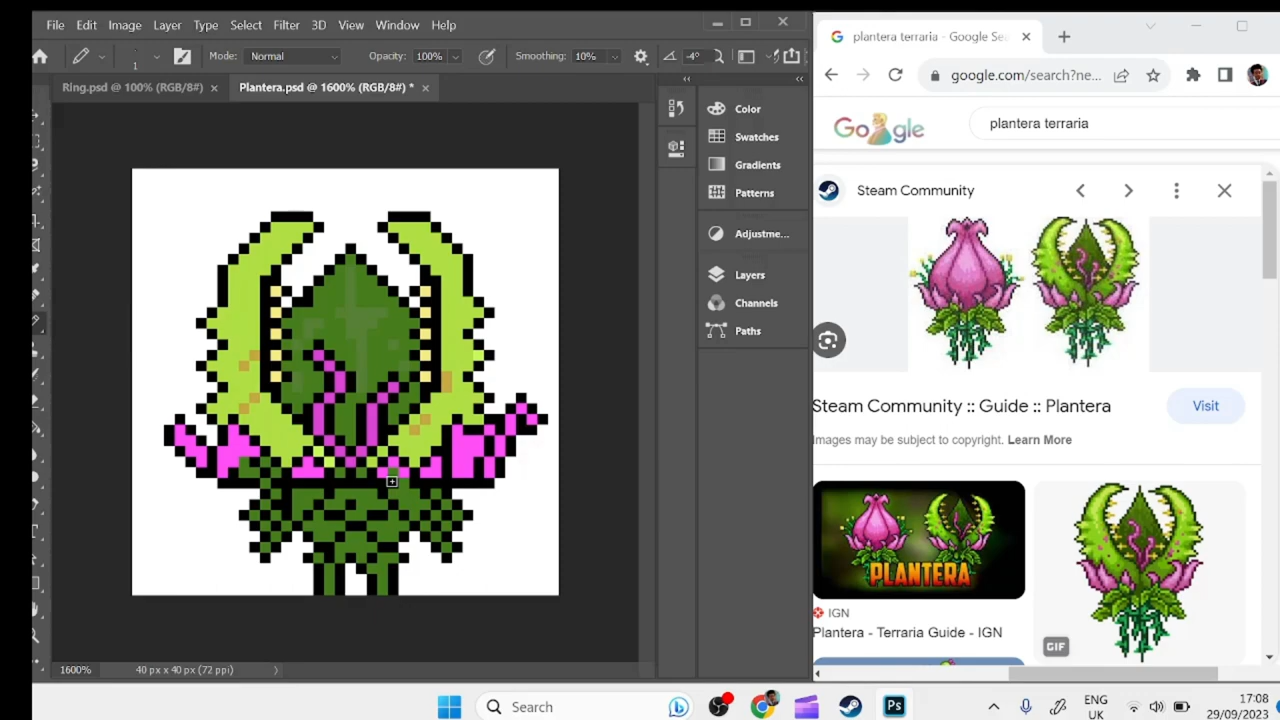 File Edit Image Layer Type Select Filter 3D View Window Help
1 Mode: Normal Opacity: 100% Smoothing: 10% -4°
Ring.psd @ 100% (RGB/8#) × Plantera.psd @ 1600% (RGB/8#) * ×
Color
Swatches
Gradients
Patterns
Adjustme...
Layers
Channels
Paths
1600% 40 px x 40 px (72 ppi)
plantera terraria - Google Sea
google.com/search?ne...
Google
plantera terraria
Steam Community
Steam Community :: Guide :: Plantera
Visit
Images may be subject to copyright. Learn More
PLANTERA
IGN
Plantera - Terraria Guide - IGN
GIF
Search
Ps
ENG
UK
17:08
29/09/2023